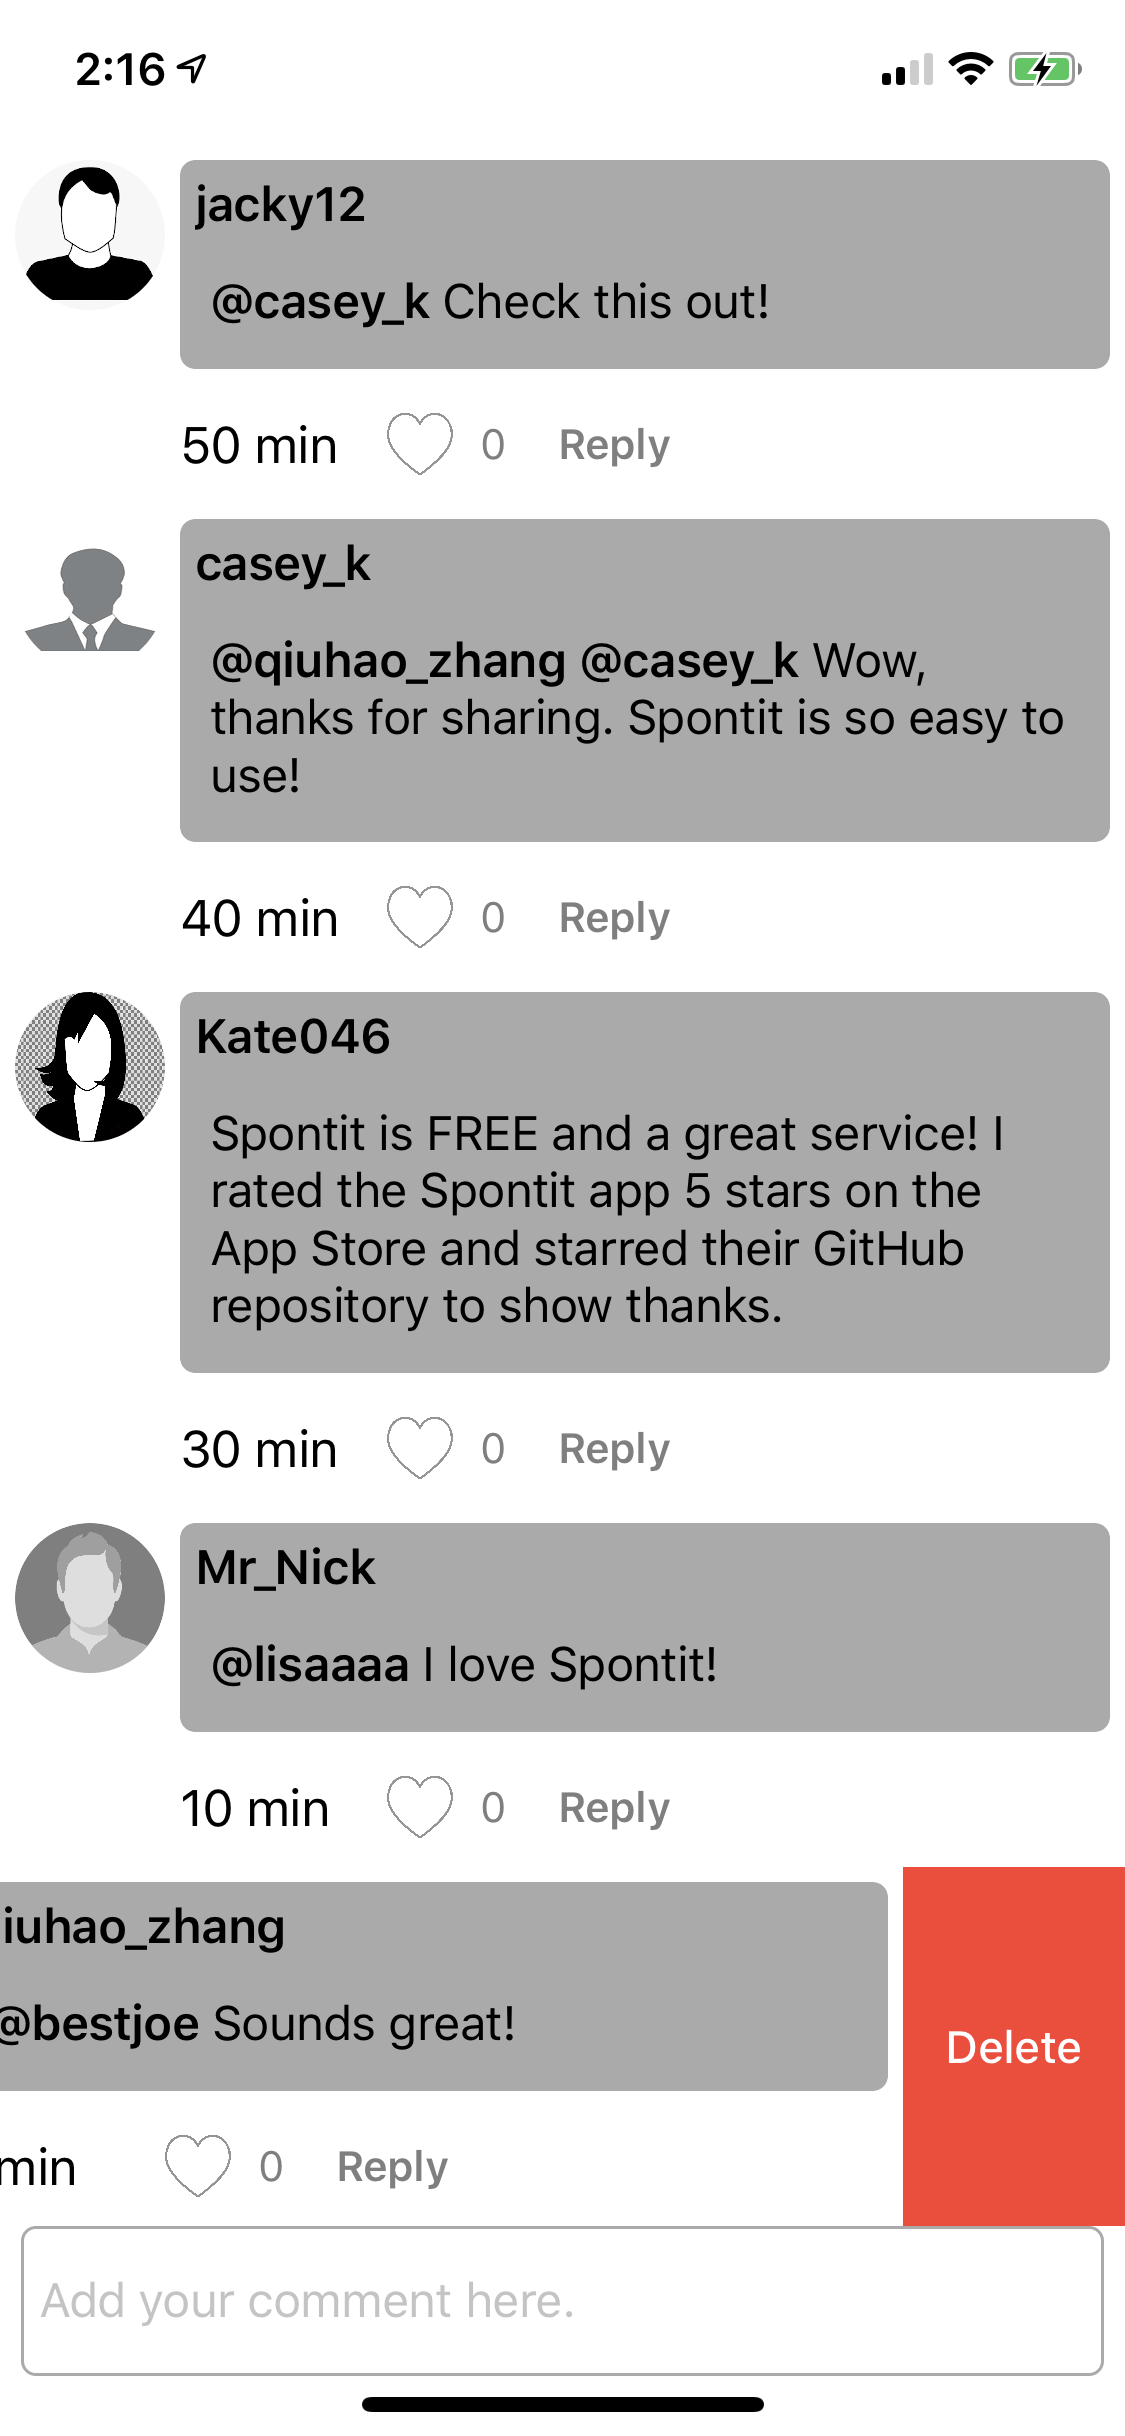 2:16
jacky12
@casey_k Check this out!
50 min 0 Reply
casey_k
@qiuhao_zhang @casey_k Wow,
thanks for sharing. Spontit is so easy to
use!
40 min 0 Reply
Kate046
Spontit is FREE and a great service! I
rated the Spontit app 5 stars on the
App Store and starred their GitHub
repository to show thanks.
30 min 0 Reply
Mr_Nick
@lisaaaa I love Spontit!
10 min 0 Reply
iuhao_zhang
@bestjoe Sounds great!
Delete
min 0 Reply
Add your comment here.